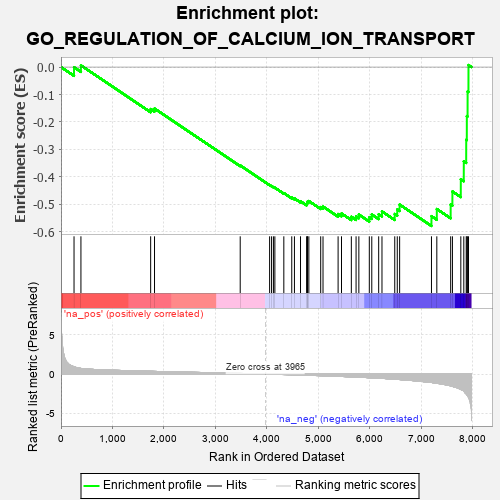 Enrichment plot:
GO_REGULATION_OF_CALCIUM_ION_TRANSPORT
Enrichment score (ES)
0.0
-0.1
-0.2
-0.3
-0.4
-0.5
-0.6
'na_pos' (positively correlated)
Ranked list metric (PreRanked)
5
0
-5
Zero cross at 3965
'na_neg' (negatively correlated)
0
1,000
2,000
3,000
4,000
5,000
6,000
7,000
8,000
Rank in Ordered Dataset
Enrichment profile
Hits
Ranking metric scores